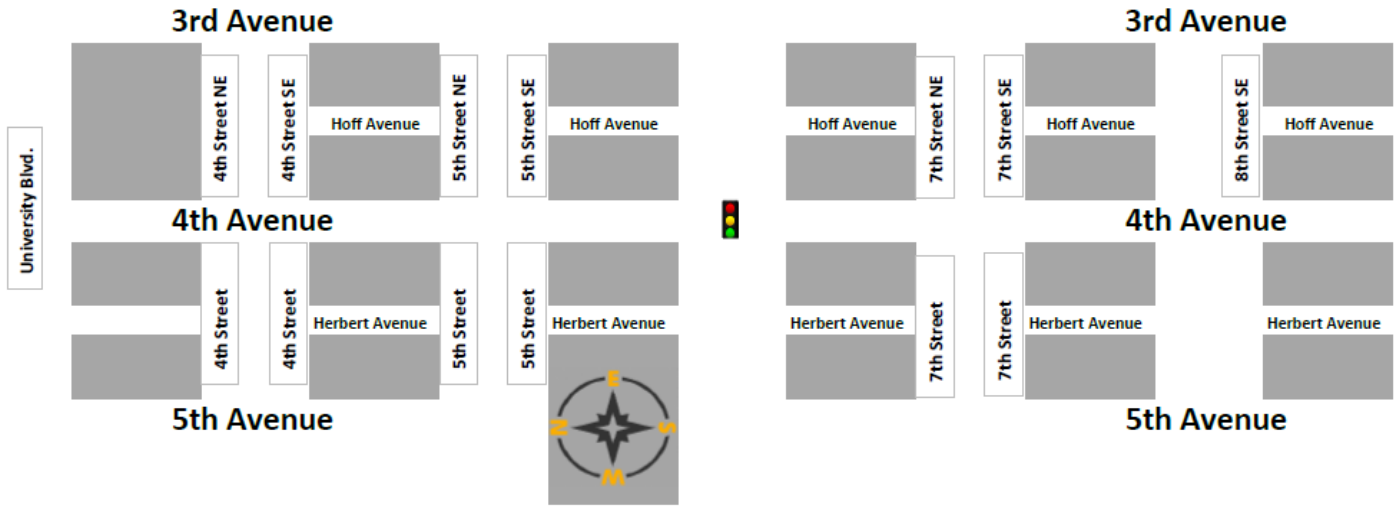 3rd Avenue
3rd Avenue
University Blvd.
4th Street NE
4th Street SE
Hoff Avenue
5th Street NE
5th Street SE
Hoff Avenue
Hoff Avenue
7th Street NE
7th Street SE
Hoff Avenue
8th Street SE
Hoff Avenue
4th Avenue
4th Avenue
4th Street
4th Street
Herbert Avenue
5th Street
5th Street
Herbert Avenue
Herbert Avenue
7th Street
7th Street
Herbert Avenue
Herbert Avenue
5th Avenue
5th Avenue
E
N
S
W